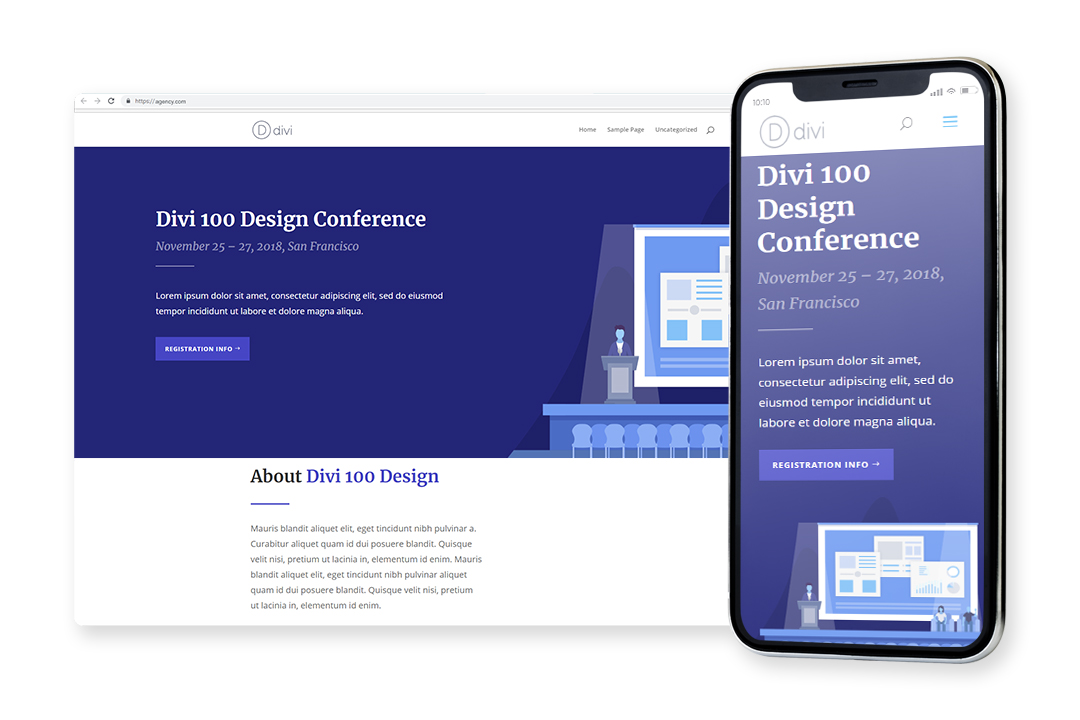 https://agency.com
divi
Home Sample Page Uncategorized
Divi 100 Design Conference
November 25 – 27, 2018, San Francisco
Lorem ipsum dolor sit amet, consectetur adipiscing elit, sed do eiusmod
tempor incididunt ut labore et dolore magna aliqua.
REGISTRATION INFO →
About Divi 100 Design
Mauris blandit aliquet elit, eget tincidunt nibh pulvinar a.
Curabitur aliquet quam id dui posuere blandit. Quisque
velit nisi, pretium ut lacinia in, elementum id enim. Mauris
blandit aliquet elit, eget tincidunt nibh pulvinar aliquet
quam id dui posuere blandit. Quisque velit nisi, pretium
ut lacinia in, elementum id enim.
10:10
D divi
Divi 100
Design
Conference
November 25 – 27, 2018,
San Francisco
Lorem ipsum dolor sit amet,
consectetur adipiscing elit, sed do
eiusmod tempor incididunt ut
labore et dolore magna aliqua.
REGISTRATION INFO →